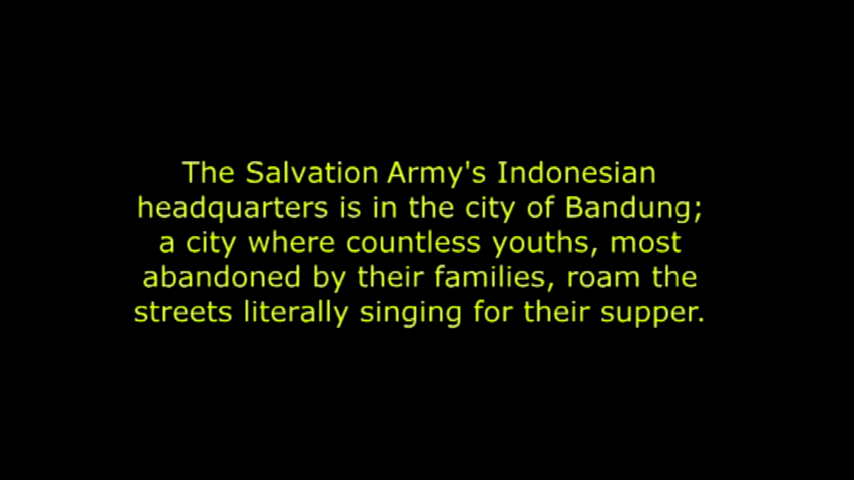 The Salvation Army's Indonesian
headquarters is in the city of Bandung;
a city where countless youths, most
abandoned by their families, roam the
streets literally singing for their supper.